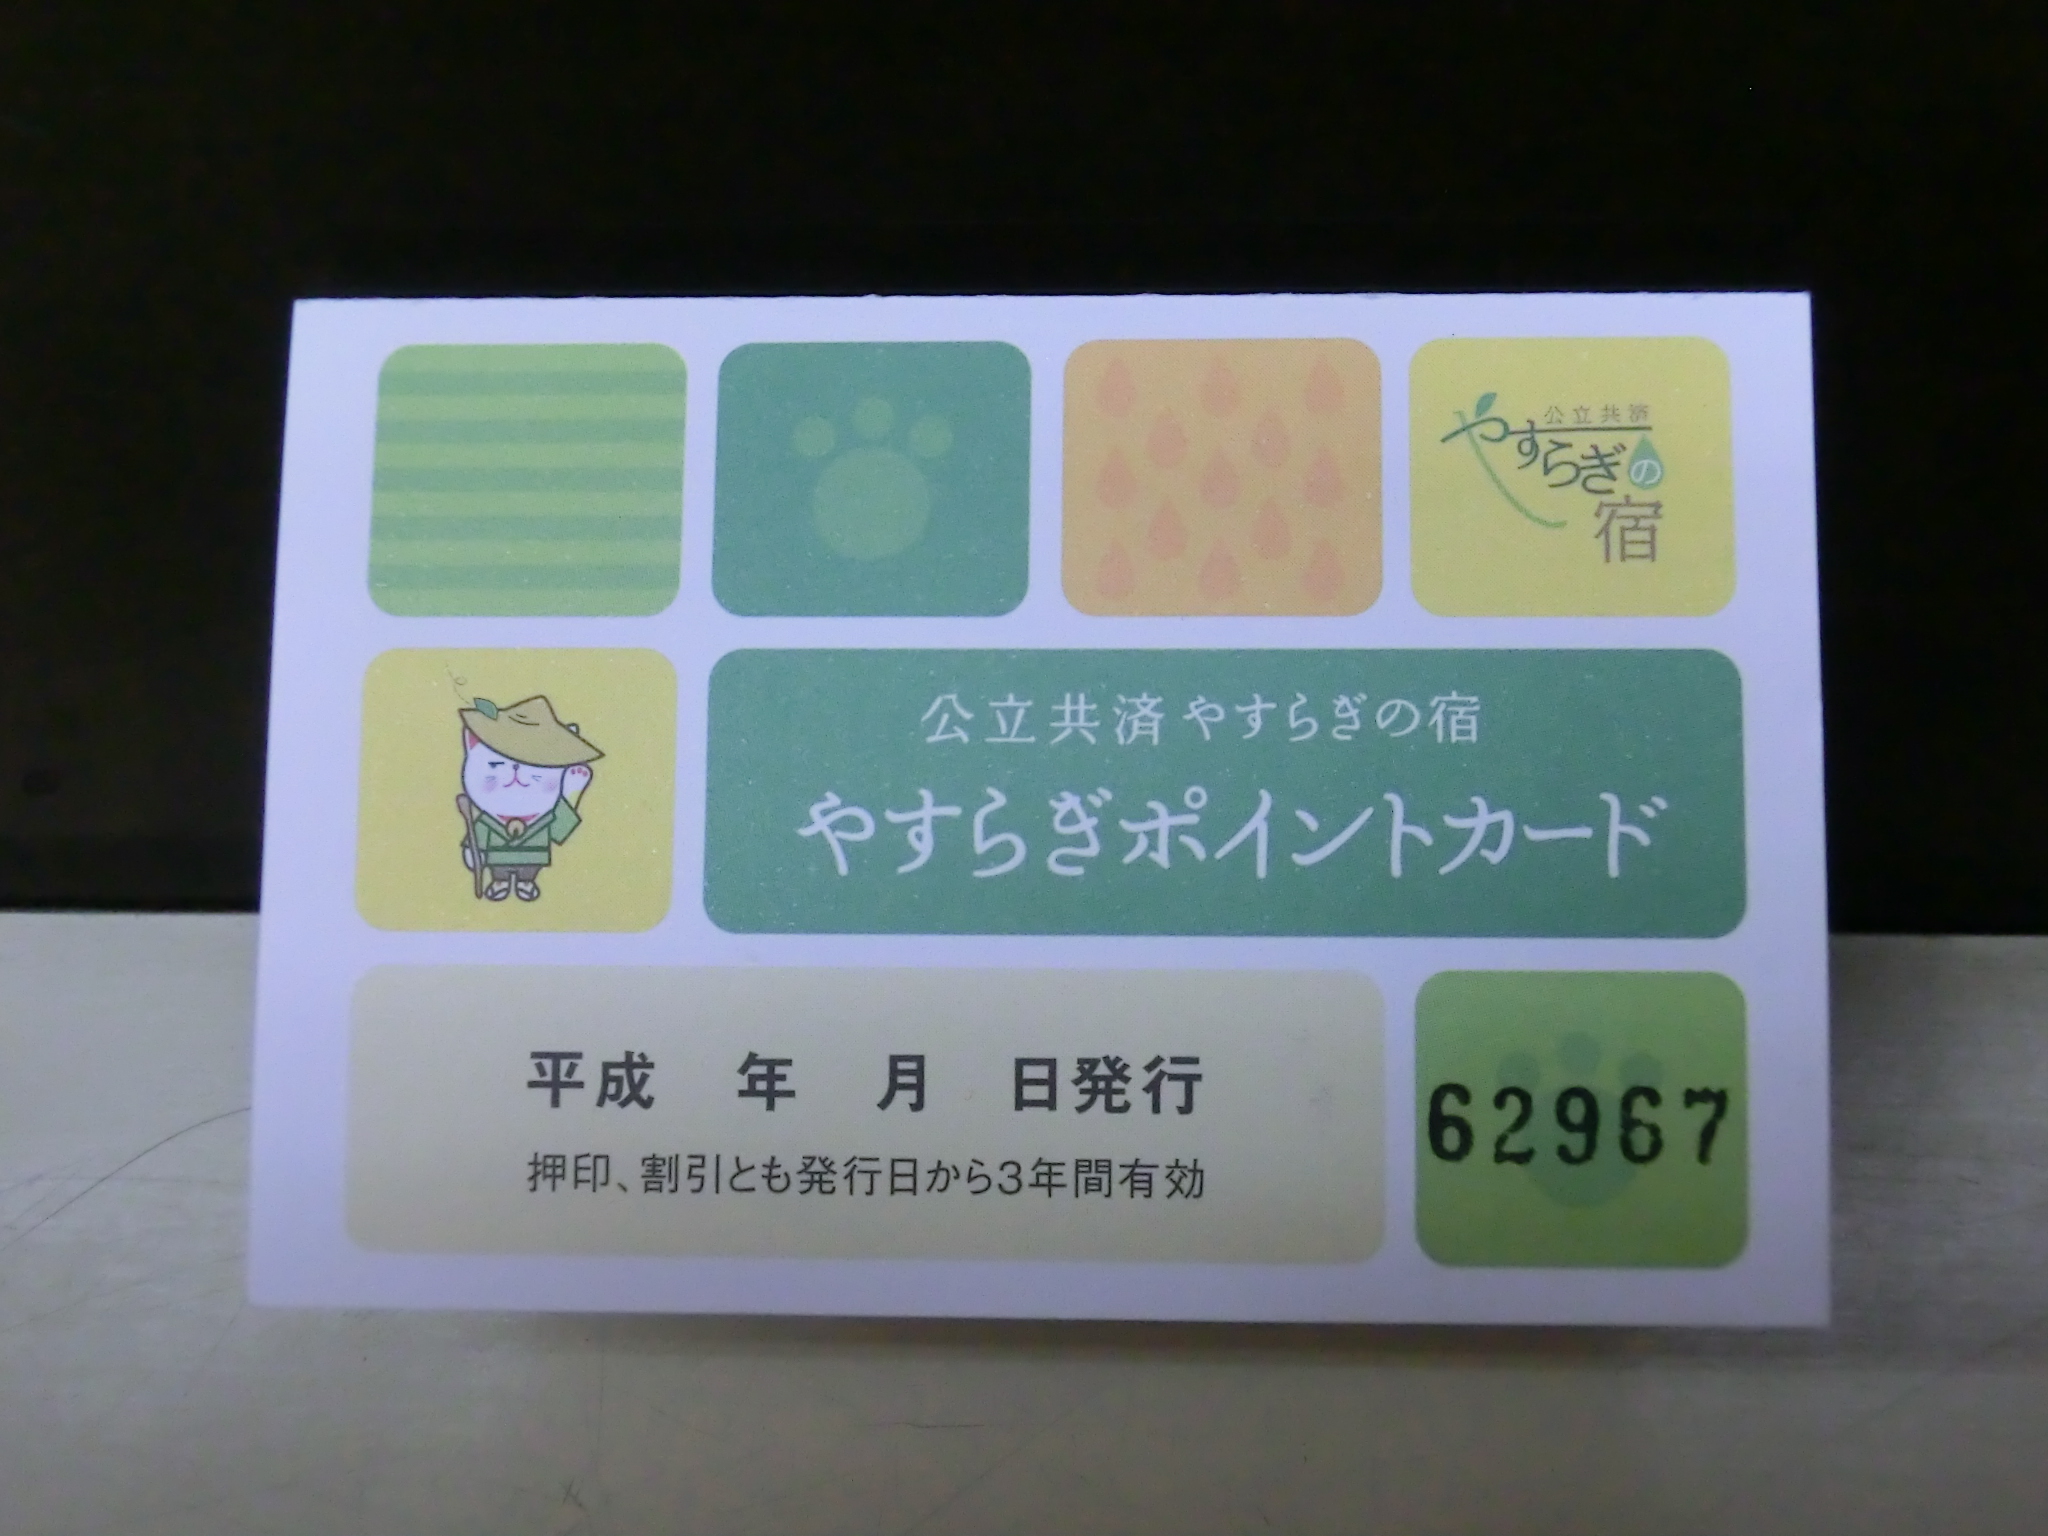 公立共済
やすらぎの
宿
公立共済やすらぎの宿
やすらぎポイントカード
平成　年　月　日発行
押印、割引とも発行日から3年間有効
62967